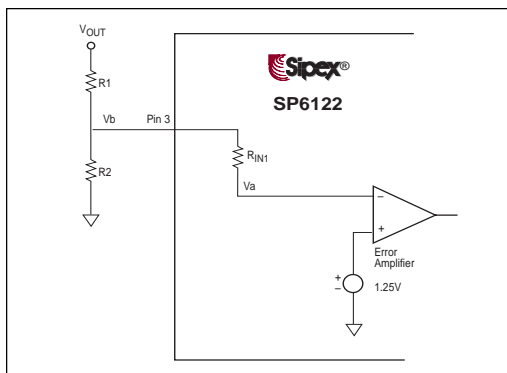 VOUT
R1
Sipex®
SP6122
Vb
Pin 3
RIN1
R2
Va
–
+
Error
Amplifier
+
–
1.25V